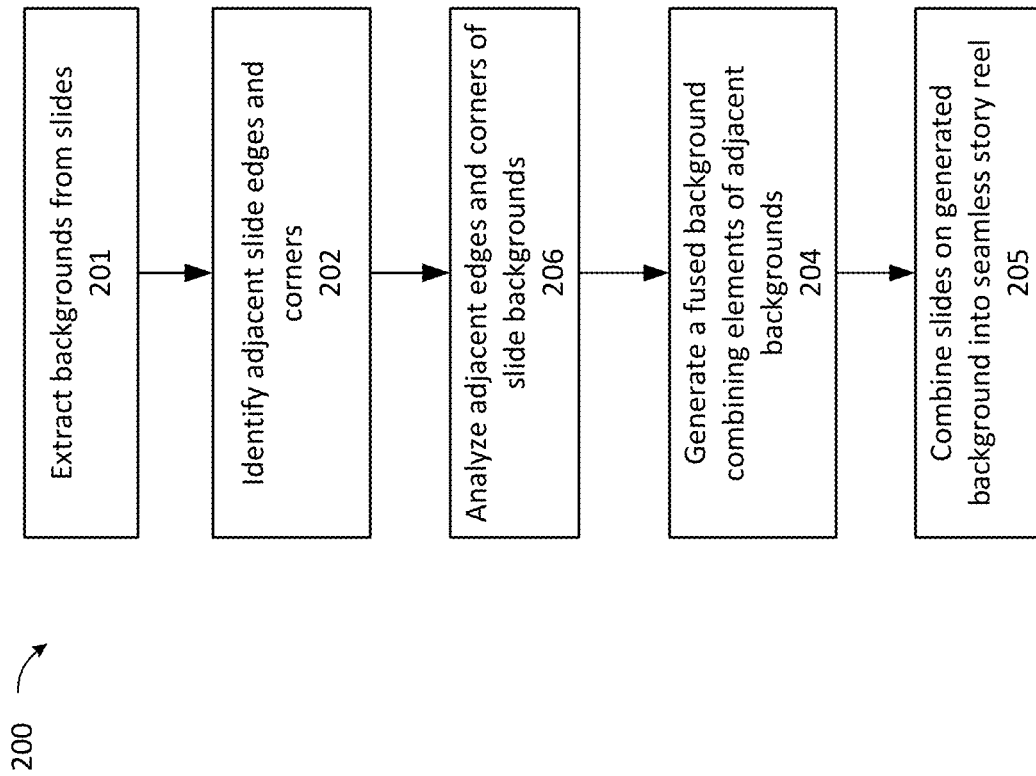 200
Extract backgrounds from slides
201
Identify adjacent slide edges and
corners
202
Analyze adjacent edges and corners of
slide backgrounds
206
Generate a fused background
combining elements of adjacent
backgrounds
204
Combine slides on generated
background into seamless story reel
205